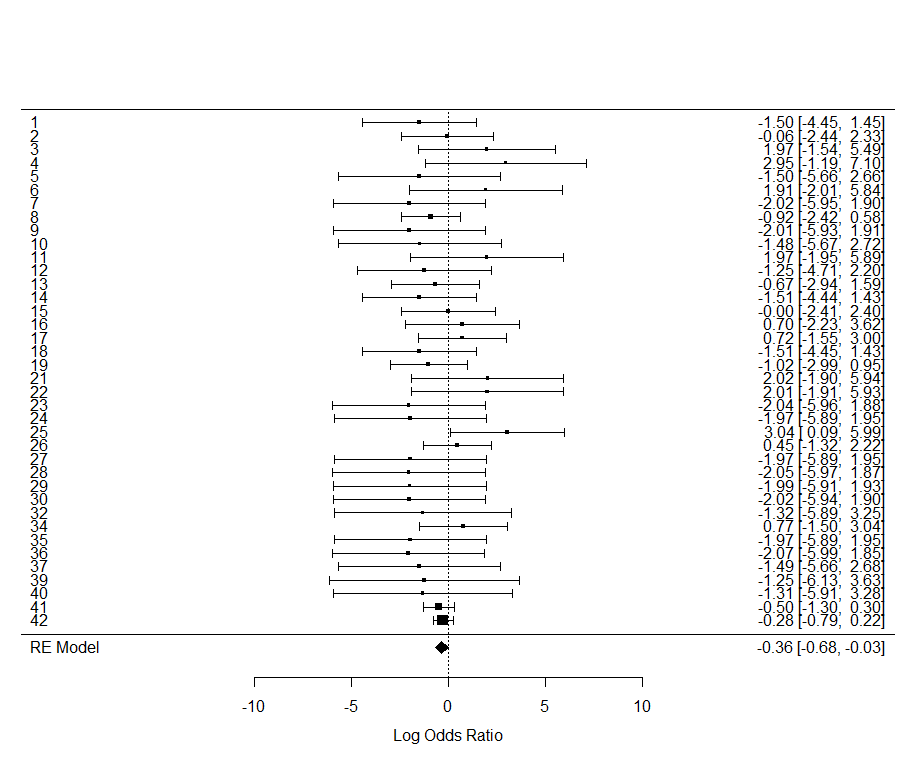 1 -1.50 [-4.45, 1.45]
2 -0.06 [-2.44, 2.33]
3 1.97 [-1.54, 5.49]
4 2.95 [-1.19, 7.10]
5 -1.50 [-5.66, 2.66]
6 1.91 [-2.01, 5.84]
7 -2.02 [-5.95, 1.90]
8 -0.92 [-2.42, 0.58]
9 -2.01 [-5.93, 1.91]
10 -1.48 [-5.67, 2.72]
11 1.97 [-1.95, 5.89]
12 -1.25 [-4.71, 2.20]
13 -0.67 [-2.94, 1.59]
14 -1.51 [-4.44, 1.43]
15 -0.00 [-2.41, 2.40]
16 0.70 [-2.23, 3.62]
17 0.72 [-1.55, 3.00]
18 -1.51 [-4.45, 1.43]
19 -1.02 [-2.99, 0.95]
21 2.02 [-1.90, 5.94]
22 2.01 [-1.91, 5.93]
23 -2.04 [-5.96, 1.88]
24 -1.97 [-5.89, 1.95]
25 3.04 [ 0.09, 5.99]
26 0.45 [-1.32, 2.22]
27 -1.97 [-5.89, 1.95]
28 -2.05 [-5.97, 1.87]
29 -1.99 [-5.91, 1.93]
30 -2.02 [-5.94, 1.90]
32 -1.32 [-5.89, 3.25]
34 0.77 [-1.50, 3.04]
35 -1.97 [-5.89, 1.95]
36 -2.07 [-5.99, 1.85]
37 -1.49 [-5.66, 2.68]
39 -1.25 [-6.13, 3.63]
40 -1.31 [-5.91, 3.28]
41 -0.50 [-1.30, 0.30]
42 -0.28 [-0.79, 0.22]
RE Model -0.36 [-0.68, -0.03]
-10 -5 0 5 10
Log Odds Ratio